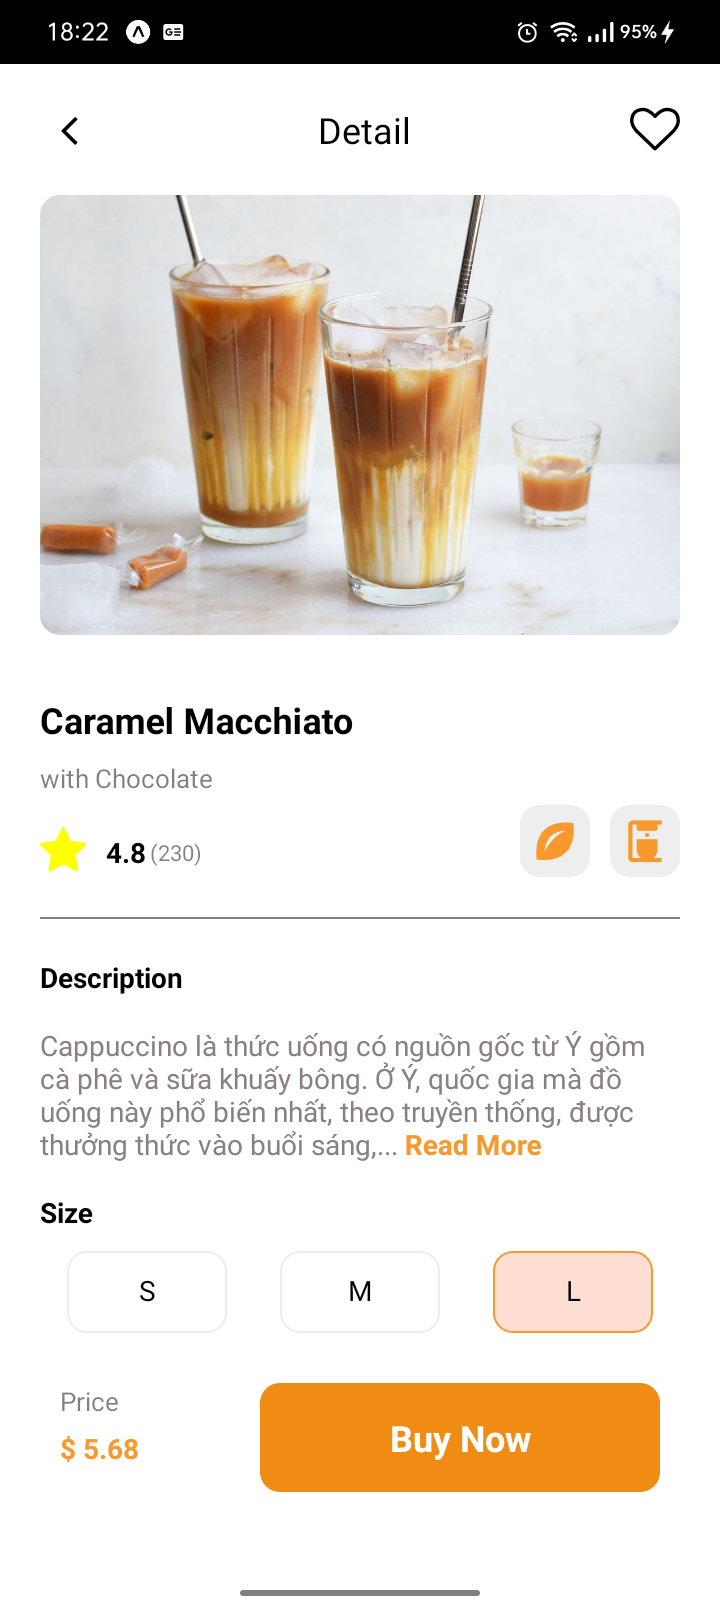 18:22 95%
Detail
Caramel Macchiato
with Chocolate
4.8 (230)
Description
Cappuccino là thức uống có nguồn gốc từ Ý gồm
cà phê và sữa khuấy bông. Ở Ý, quốc gia mà đồ
uống này phổ biến nhất, theo truyền thống, được
thưởng thức vào buổi sáng,... Read More
Size
S M L
Price
$ 5.68
Buy Now